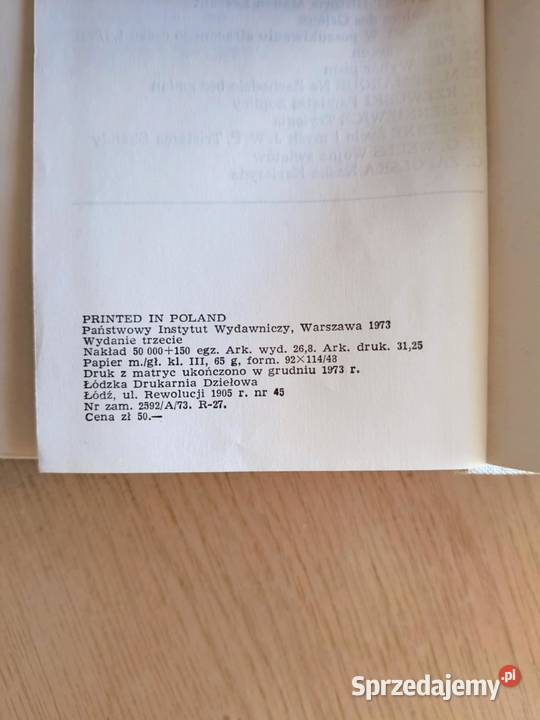 PRINTED IN POLAND
Państwowy Instytut Wydawniczy, Warszawa 1973
Wydanie trzecie
Nakład 50 000+150 egz. Ark. wyd. 26,8. Ark. druk. 31,25
Papier m./gł. kl. III, 65 g, form. 92×114/48
Druk z matryc ukończono w grudniu 1973 r.
Łódzka Drukarnia Dziełowa
Łódź, ul. Rewolucji 1905 r. nr 45
Nr zam. 2592/A/73. R-27.
Cena zł 50.—
Sprzedajemy.pl